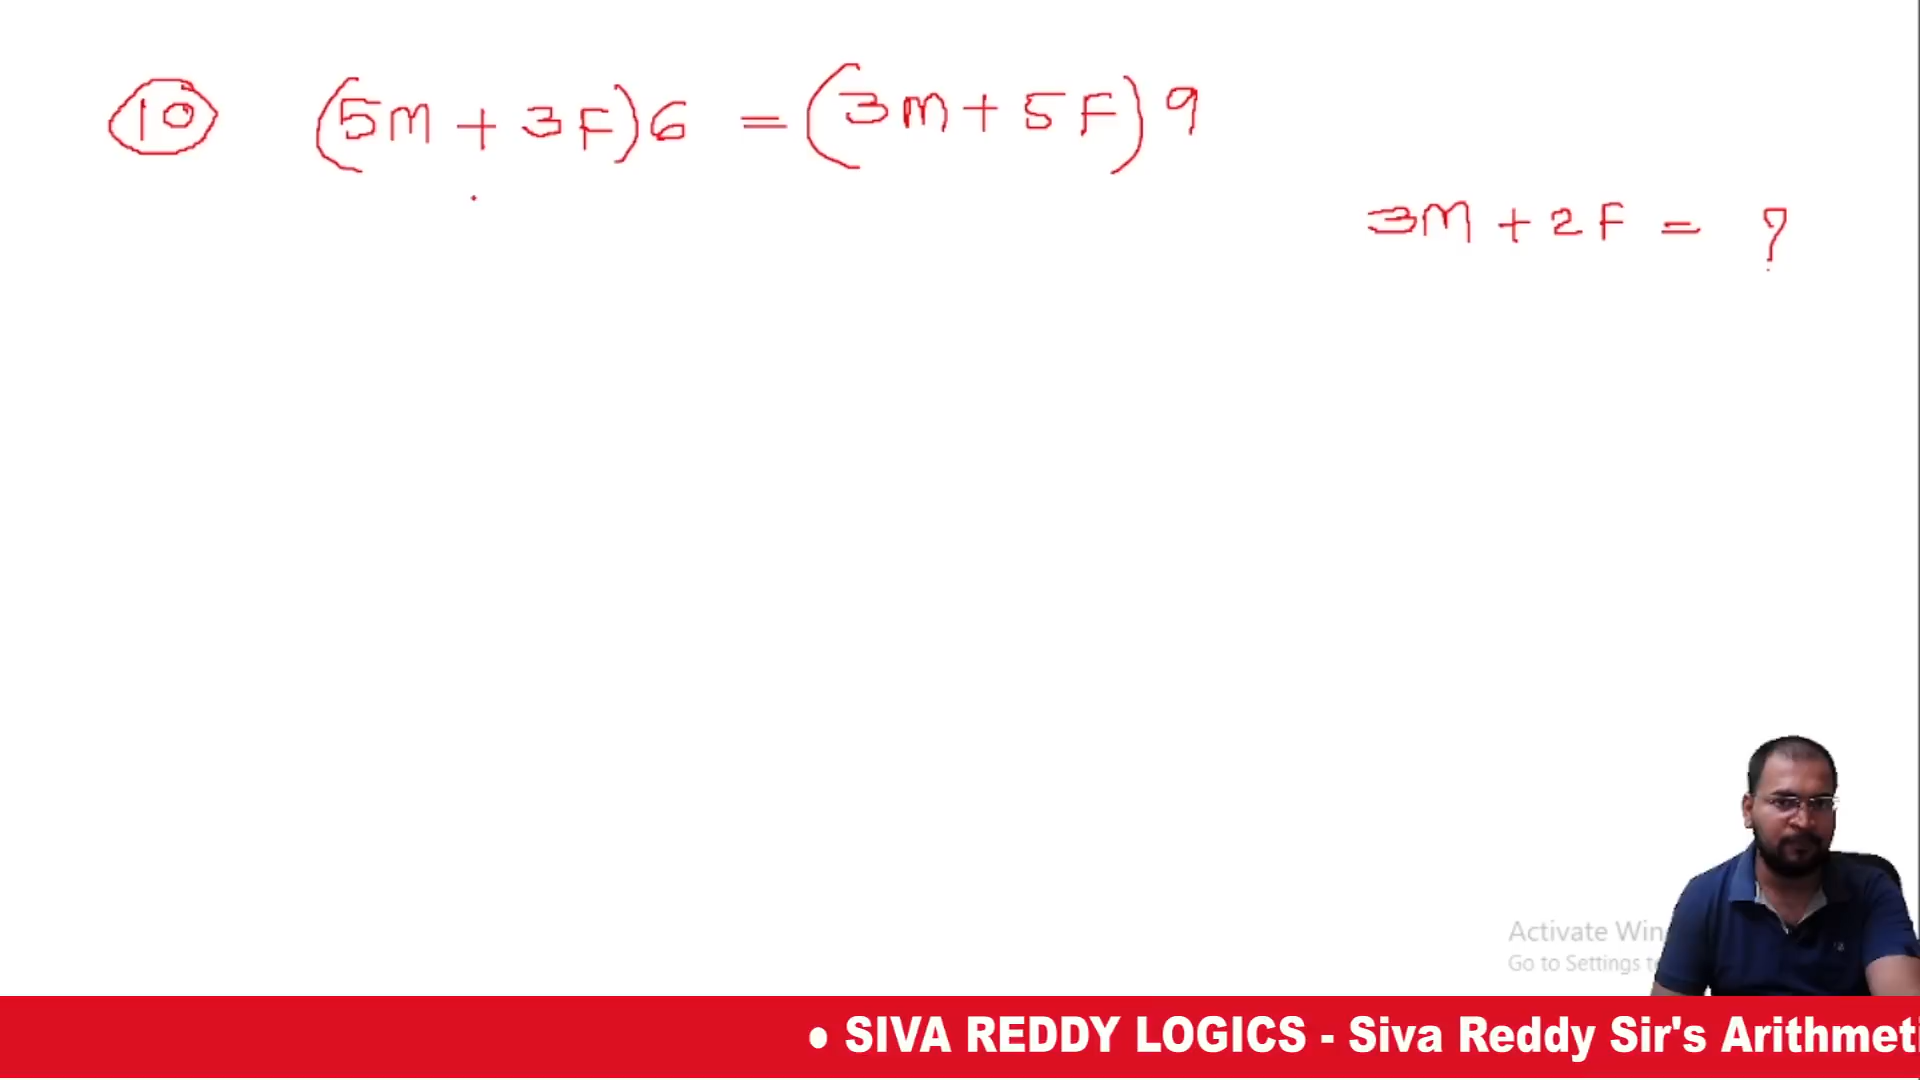 10 (5M + 3F)6 = (3M + 5F)9
3M + 2F = ?
Activate Win
Go to Settings t
• SIVA REDDY LOGICS - Siva Reddy Sir's Arithmeti